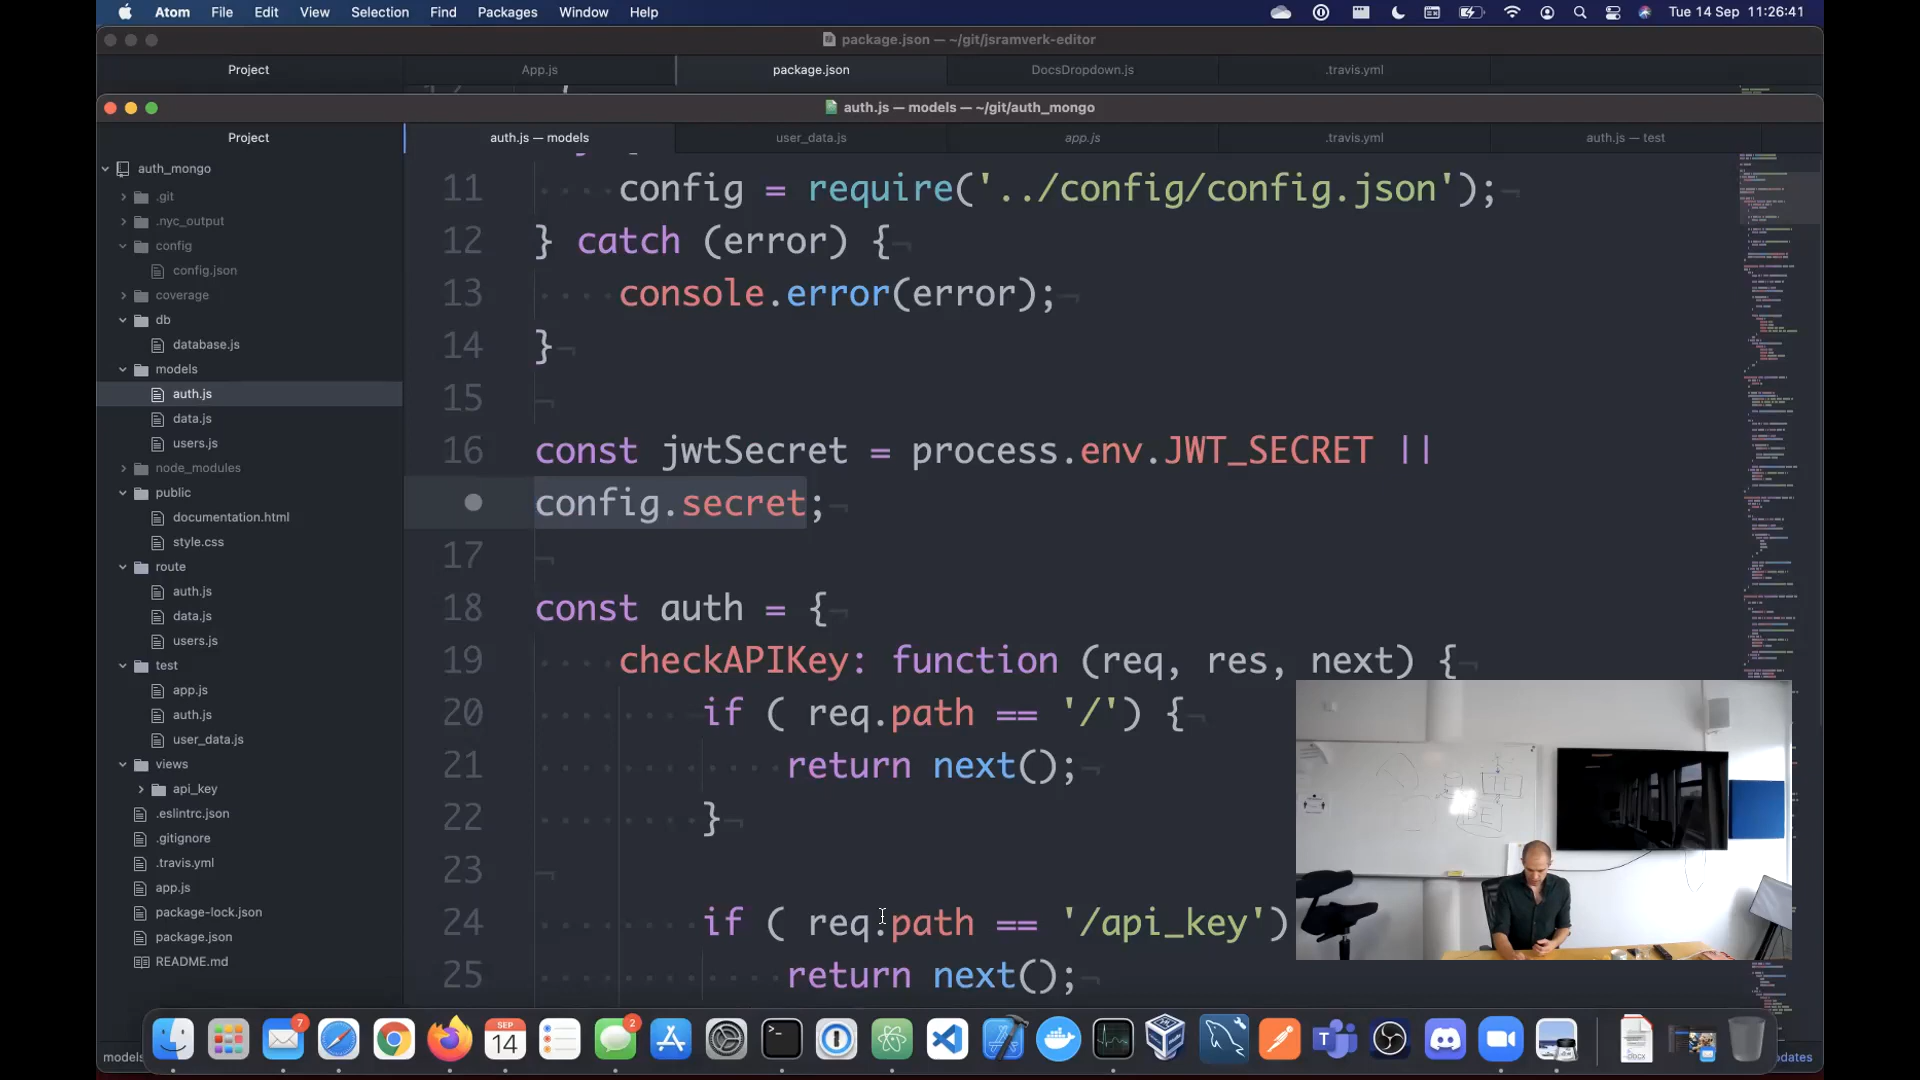 Atom File Edit View Selection Find Packages Window Help Tue 14 Sep 11:26:41
package.json — ~/git/jsramverk-editor
Project App.js package.json DocsDropdown.js .travis.yml
auth.js — models — ~/git/auth_mongo
Project auth.js — models user_data.js app.js .travis.yml auth.js — test
auth_mongo
.git
.nyc_output
config
config.json
coverage
db
database.js
models
auth.js
data.js
users.js
node_modules
public
documentation.html
style.css
route
auth.js
data.js
users.js
test
app.js
auth.js
user_data.js
views
api_key
.eslintrc.json
.gitignore
.travis.yml
app.js
package-lock.json
package.json
README.md
11 config = require('../config/config.json');
12 } catch (error) {
13 console.error(error);
14 }
15
16 const jwtSecret = process.env.JWT_SECRET ||
config.secret;
17
18 const auth = {
19 checkAPIKey: function (req, res, next) {
20 if ( req.path == '/') {
21 return next();
22 }
23
24 if ( req.path == '/api_key')
25 return next();
7
SEP
14
2
models